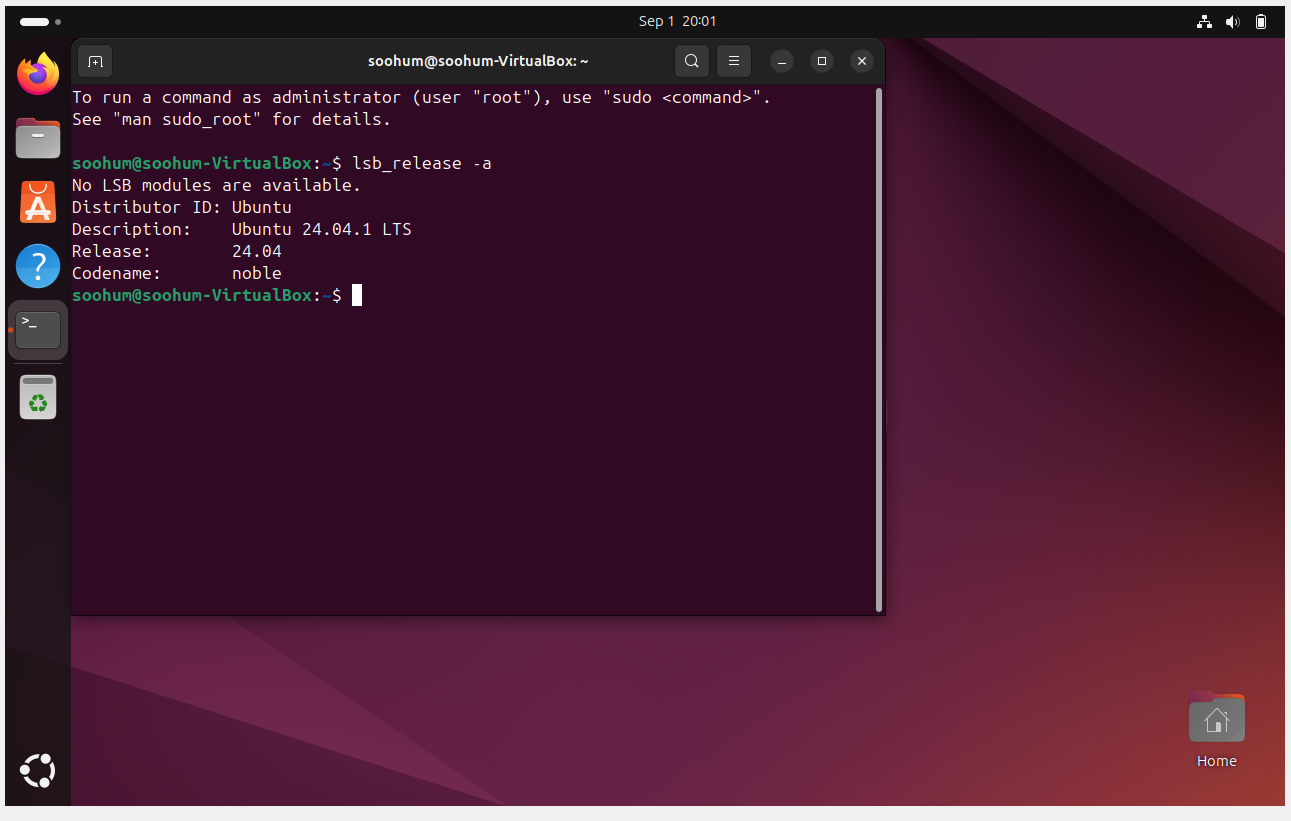 Sep 1 20:01
soohum@soohum-VirtualBox: ~
To run a command as administrator (user "root"), use "sudo <command>".
See "man sudo_root" for details.
soohum@soohum-VirtualBox:~$ lsb_release -a
No LSB modules are available.
Distributor ID: Ubuntu
Description: Ubuntu 24.04.1 LTS
Release: 24.04
Codename: noble
soohum@soohum-VirtualBox:~$
Home